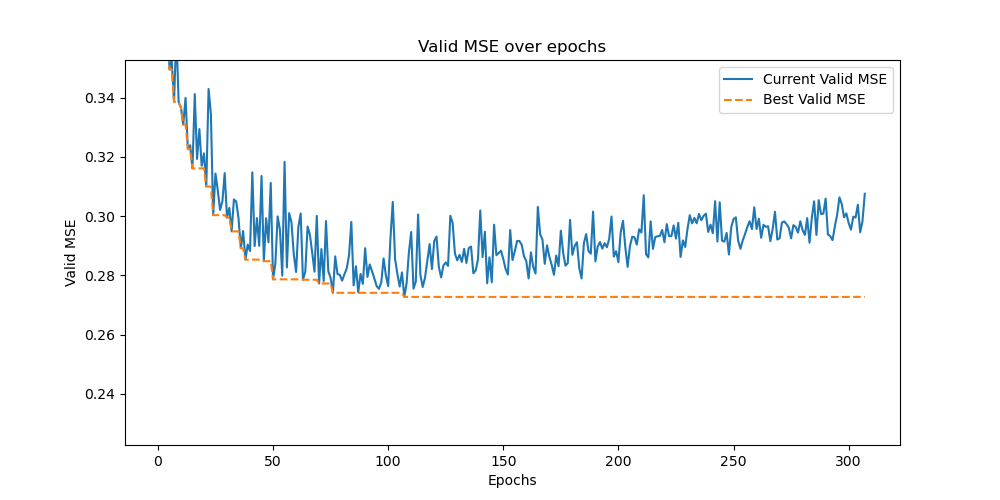 Valid MSE over epochs
Current Valid MSE
Best Valid MSE
Valid MSE
0.34
0.32
0.30
0.28
0.26
0.24
0
50
100
150
200
250
300
Epochs